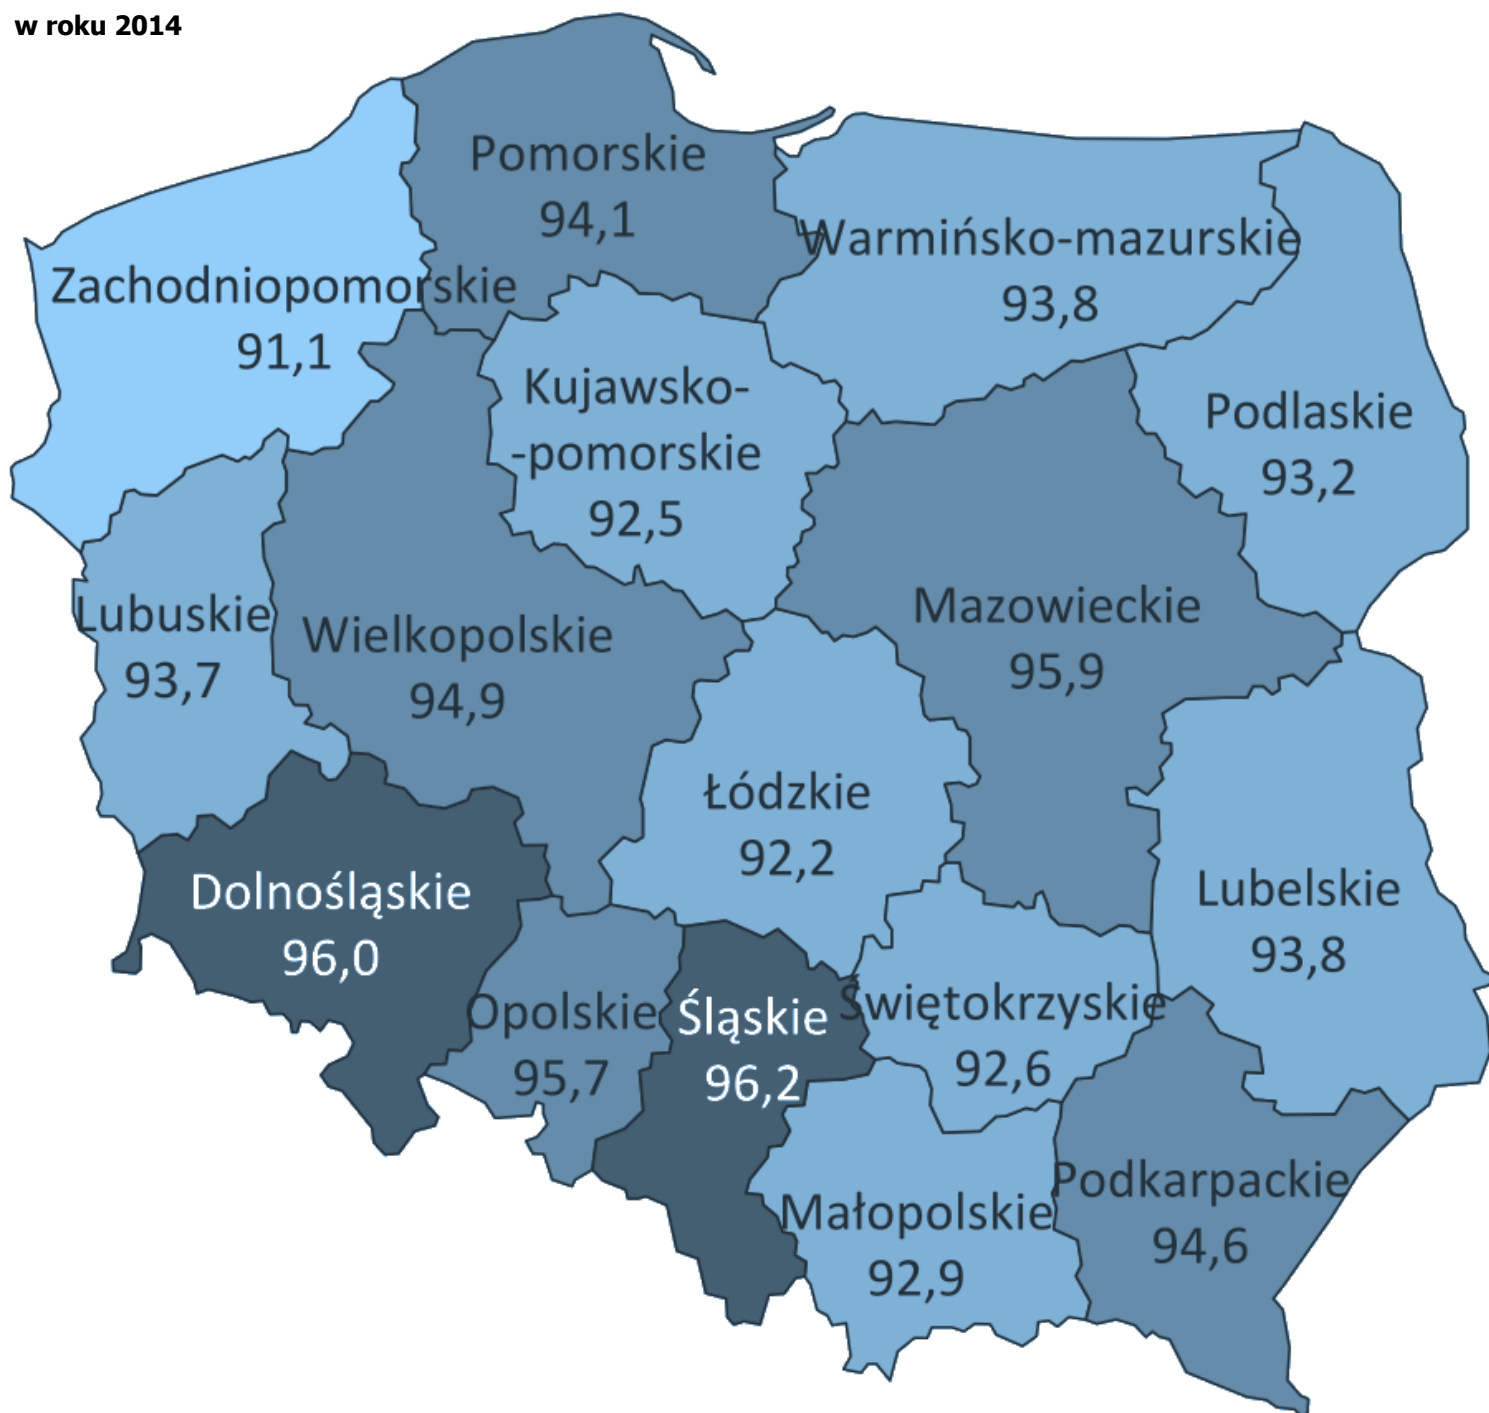 w roku 2014
Pomorskie
94,1
Warmińsko-mazurskie
93,8
Zachodniopomorskie
91,1
Kujawsko-
-pomorskie
92,5
Podlaskie
93,2
Lubuskie
93,7
Wielkopolskie
94,9
Mazowieckie
95,9
Łódzkie
92,2
Dolnośląskie
96,0
Lubelskie
93,8
Opolskie
95,7
Śląskie
96,2
Świętokrzyskie
92,6
Małopolskie
92,9
Podkarpackie
94,6